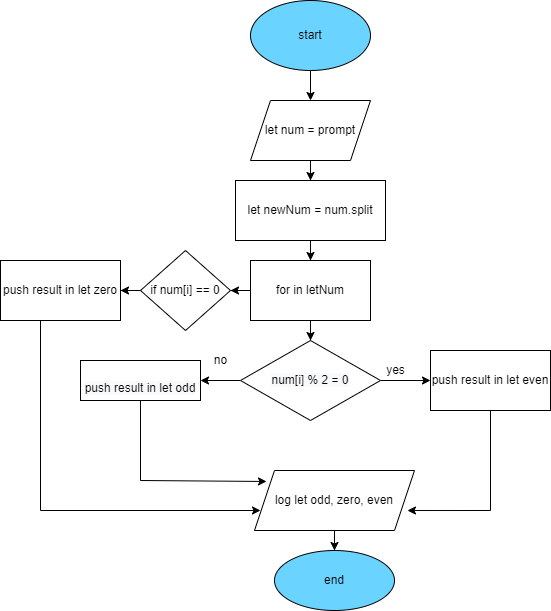 start
let num = prompt
let newNum = num.split
push result in let zero
if num[i] == 0
for in letNum
no
num[i] % 2 = 0
yes
push result in let odd
push result in let even
log let odd, zero, even
end